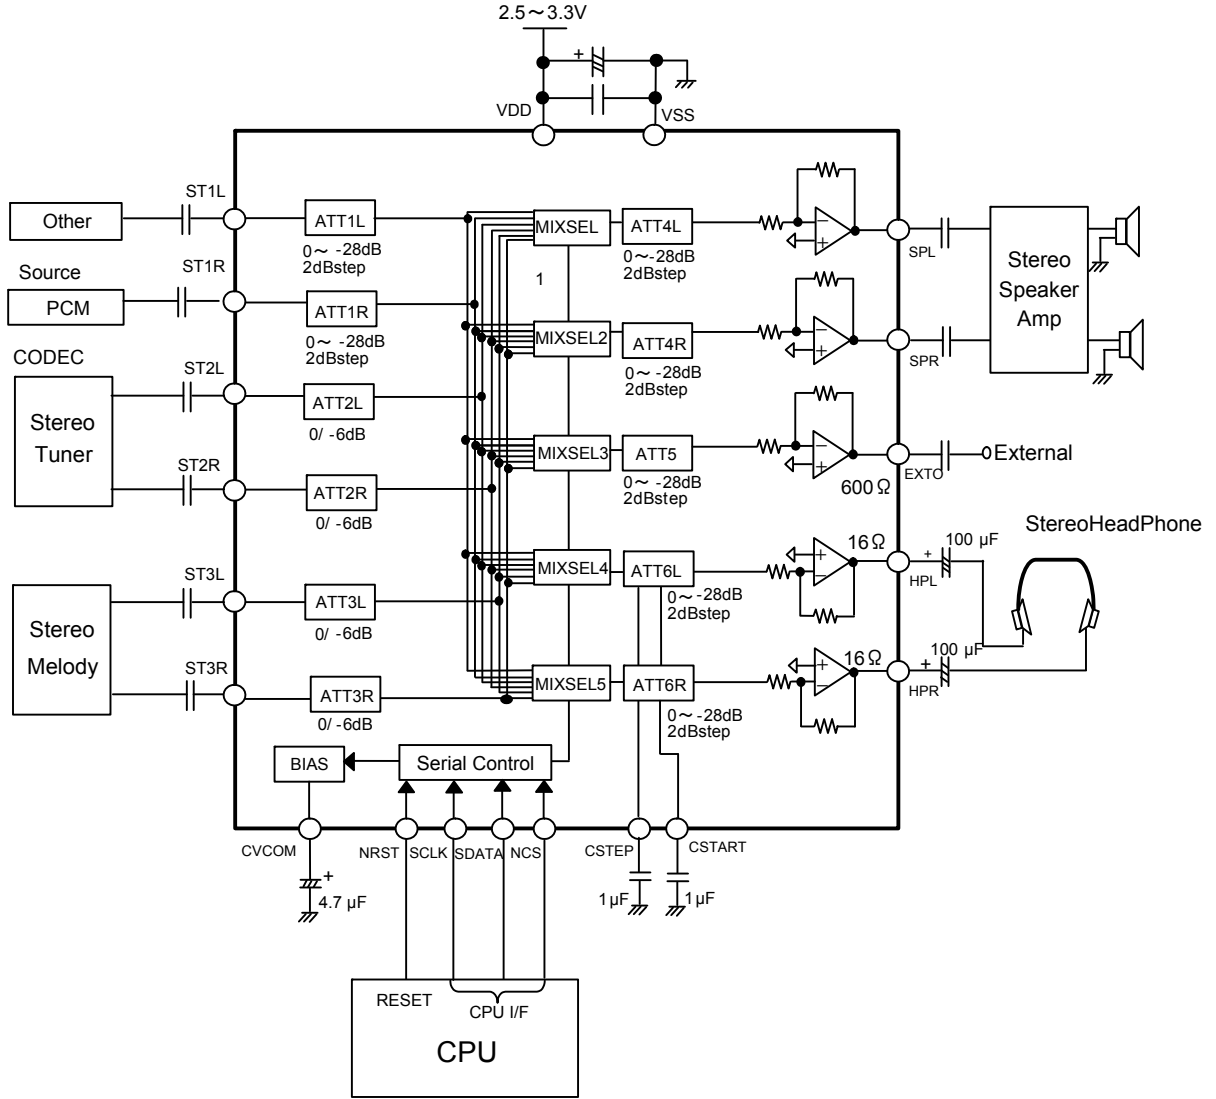 2.5～3.3V
+
VDD
VSS
ST1L
Other
ATT1L
0～ -28dB
2dBstep
MIXSEL
1
ATT4L
0～-28dB
2dBstep
−
+
SPL
Stereo
Speaker
Amp
Source
PCM
CODEC
ST1R
ATT1R
0～ -28dB
2dBstep
MIXSEL2
ATT4R
0～ -28dB
2dBstep
−
+
SPR
Stereo
Tuner
ST2L
ATT2L
0/ -6dB
MIXSEL3
ATT5
0～ -28dB
2dBstep
−
+
600Ω
EXTO
External
ST2R
ATT2R
0/ -6dB
StereoHeadPhone
Stereo
Melody
ST3L
ATT3L
0/ -6dB
MIXSEL4
ATT6L
0～ -28dB
2dBstep
+
−
16Ω
HPL
+
100 µF
ST3R
ATT3R
0/ -6dB
MIXSEL5
ATT6R
0～ -28dB
2dBstep
+
−
16Ω
HPR
+
100 µF
BIAS
Serial Control
CVCOM
NRST
SCLK
SDATA
NCS
CSTEP
CSTART
+
4.7 µF
1µF
1µF
RESET
CPU I/F
CPU